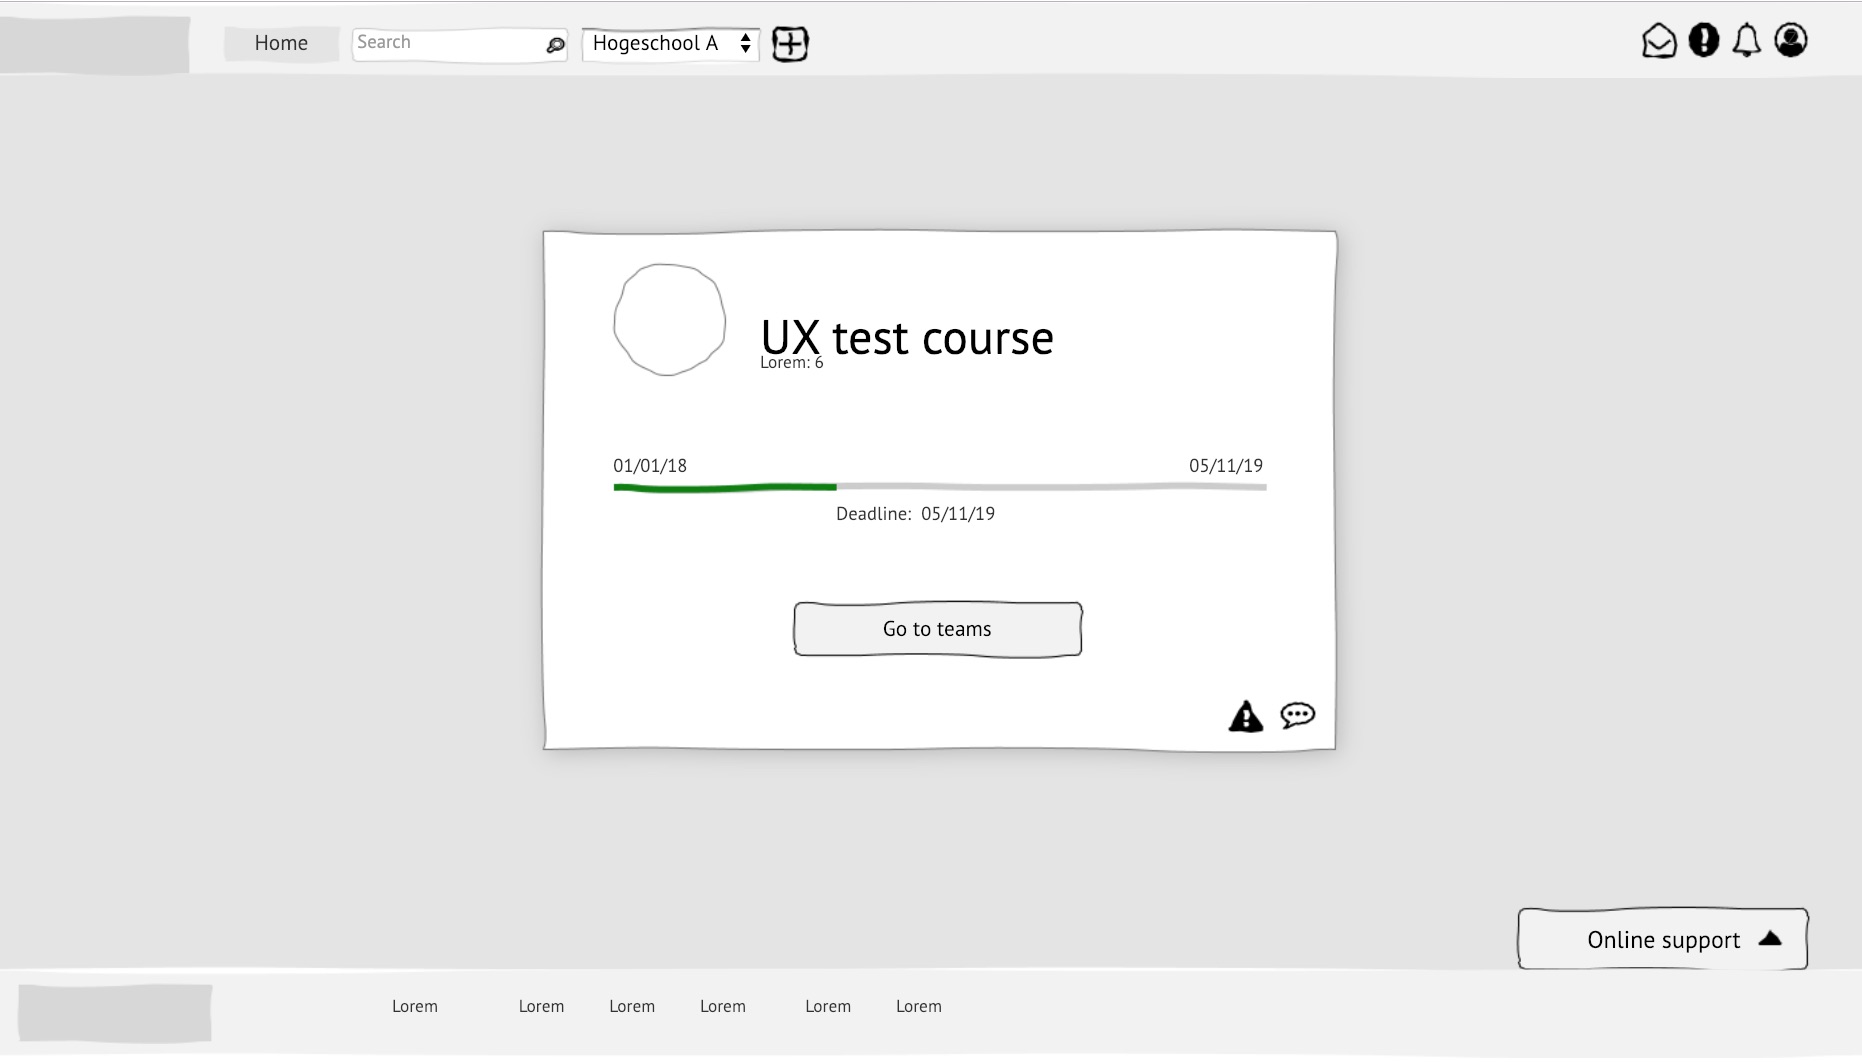 Home
Search
Hogeschool A
UX test course
Lorem: 6
01/01/18
05/11/19
Deadline: 05/11/19
Go to teams
Online support
Lorem
Lorem
Lorem
Lorem
Lorem
Lorem